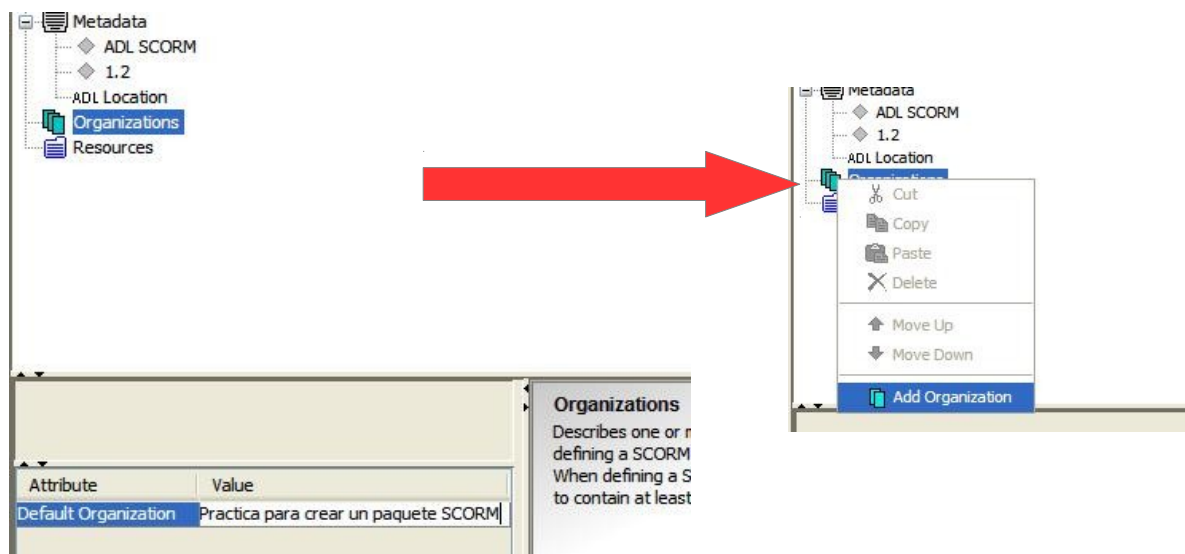 Metadata
ADL SCORM
1.2
ADL Location
Organizations
Resources
Attribute Value
Default Organization Practica para crear un paquete SCORM
Organizations
Describes one or
defining a SCORM
When defining a S
to contain at least
Metadata
ADL SCORM
1.2
ADL Location
Organizations
Cut
Copy
Paste
Delete
Move Up
Move Down
Add Organization